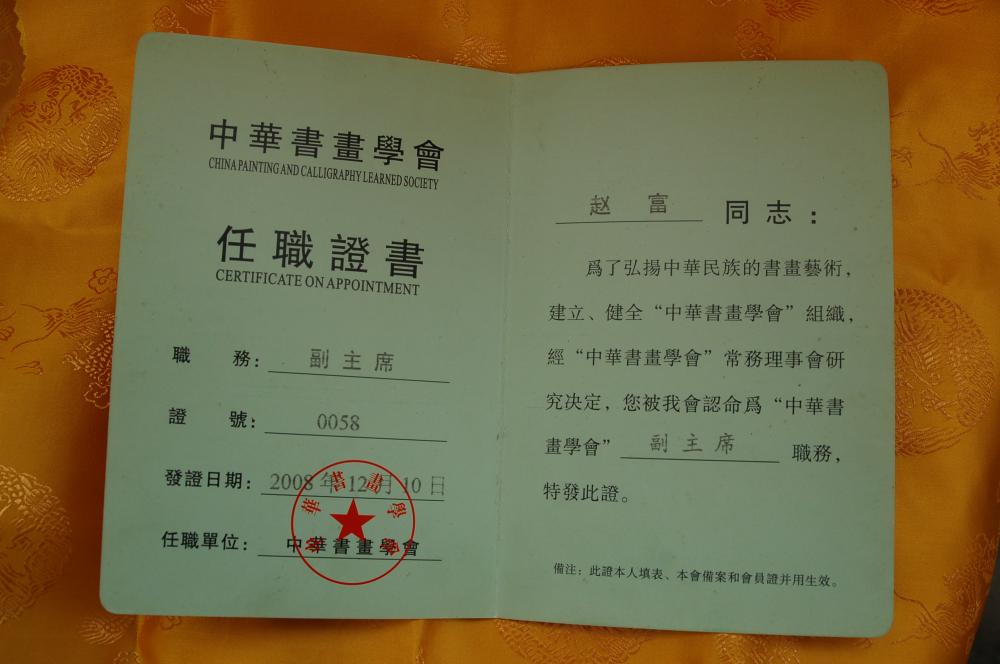 中華書畫學會
CHINA PAINTING AND CALLIGRAPHY LEARNED SOCIETY
任職證書
CERTIFICATE ON APPOINTMENT
職 務：副主席
證 號：0058
發證日期：2008年12月10日
任職單位：中華書畫學會
中華書畫學會
赵富 同志：
爲了弘揚中華民族的書畫藝術，
建立、健全“中華書畫學會”組織，
經“中華書畫學會”常務理事會研
究決定，您被我會認命爲“中華書
畫學會”副主席 職務，
特發此證。
備注：此證本人填表、本會備案和會員證并用生效。